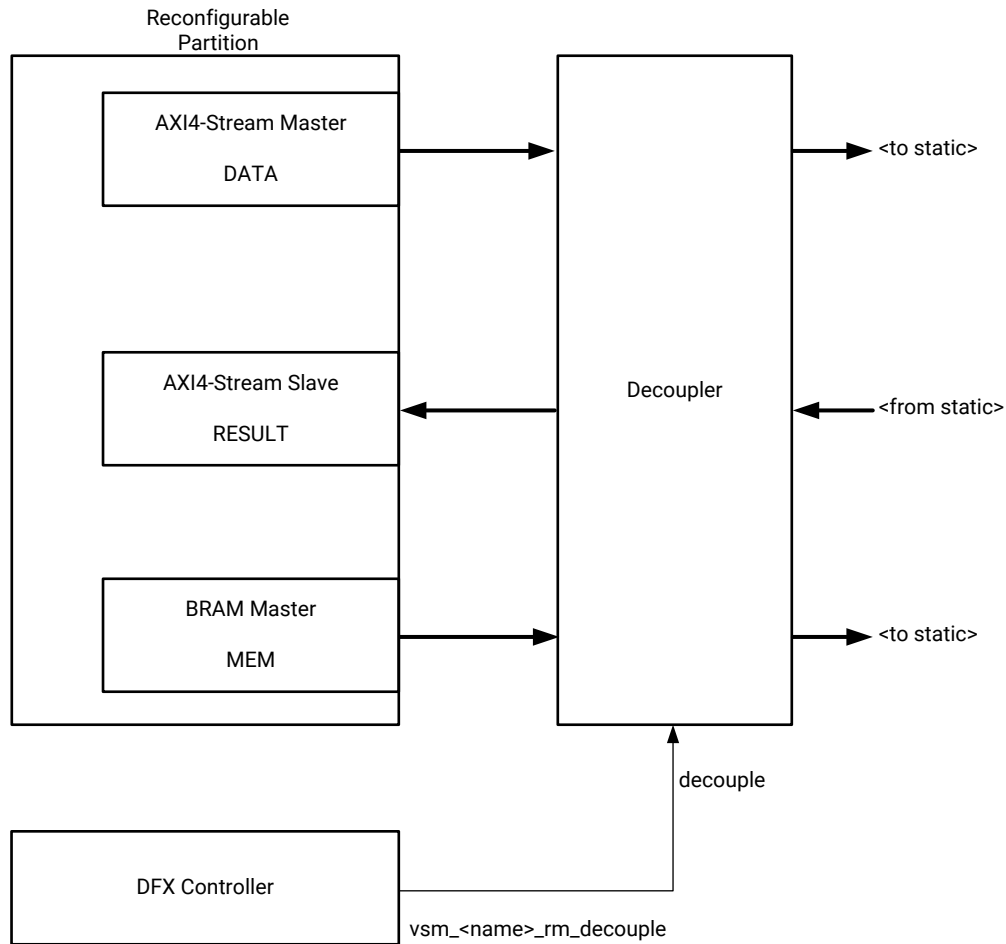 Reconfigurable
Partition
AXI4-Stream Master
DATA
<to static>
AXI4-Stream Slave
RESULT
Decoupler
<from static>
BRAM Master
MEM
<to static>
decouple
DFX Controller
vsm_<name>_rm_decouple